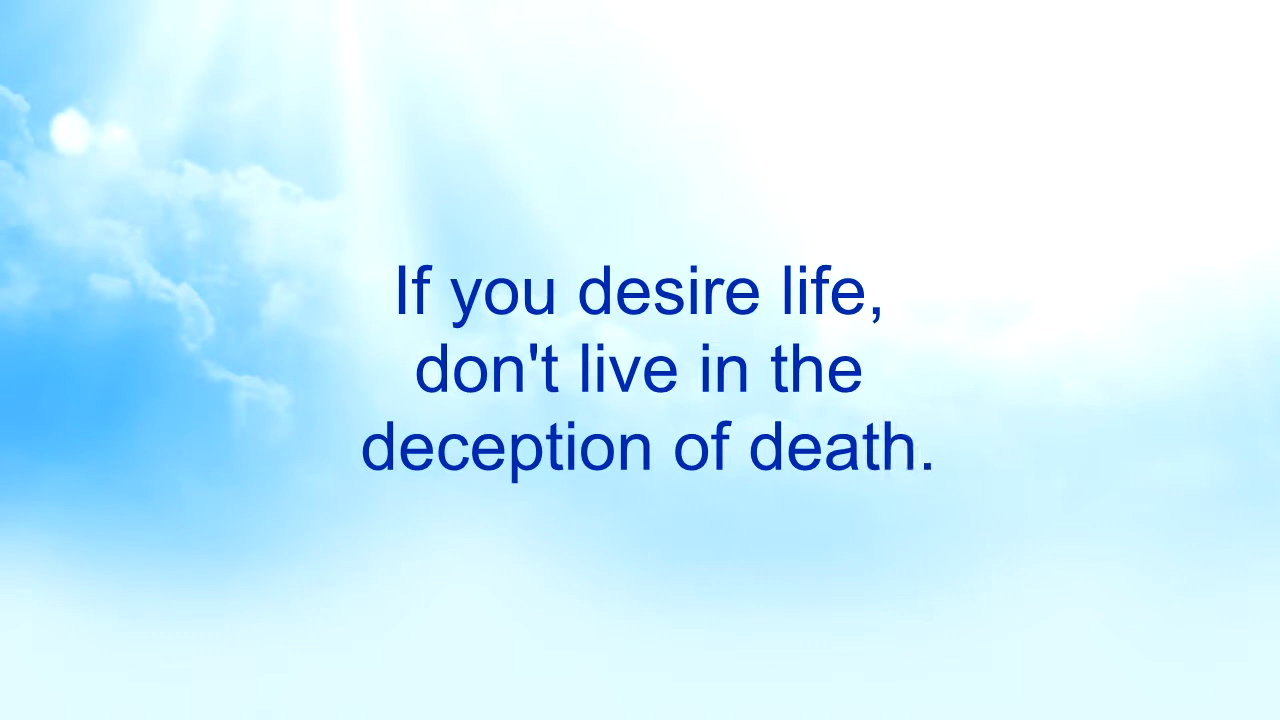 If you desire life,
don't live in the
deception of death.